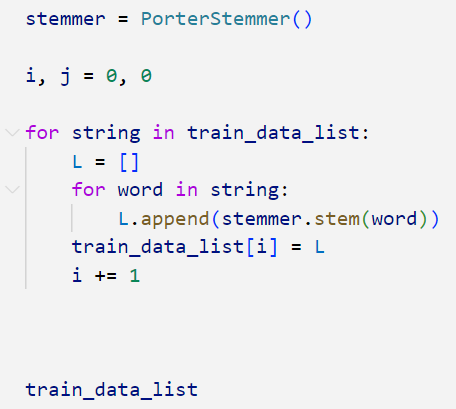 stemmer = PorterStemmer()
i, j = 0, 0
for string in train_data_list:
    L = []
    for word in string:
        L.append(stemmer.stem(word))
    train_data_list[i] = L
    i += 1
train_data_list